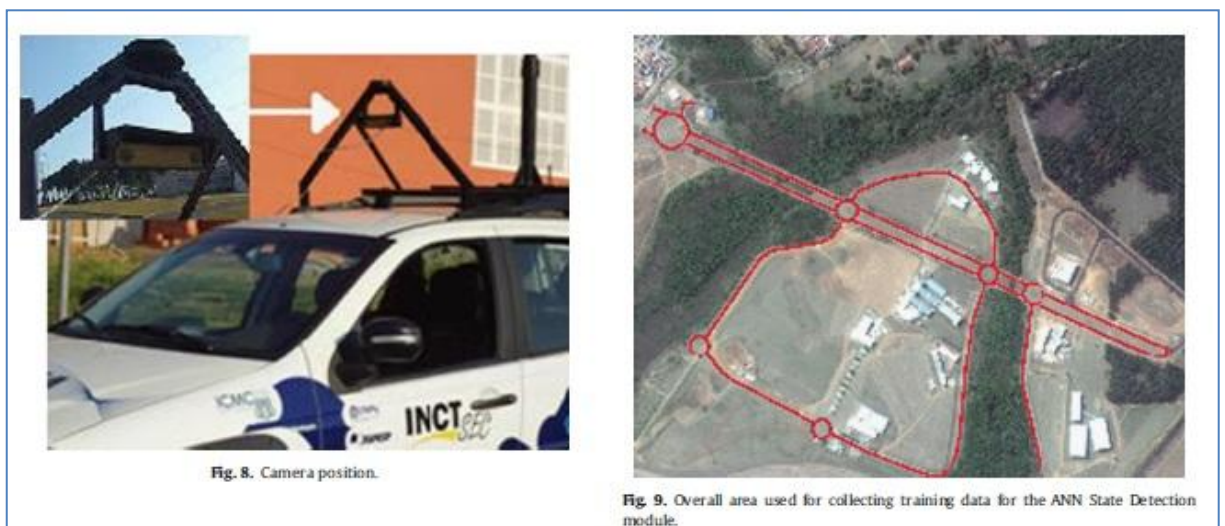 ICMC
INCT
SEC
Fig. 8. Camera position.
Fig. 9. Overall area used for collecting training data for the ANN State Detection
module.